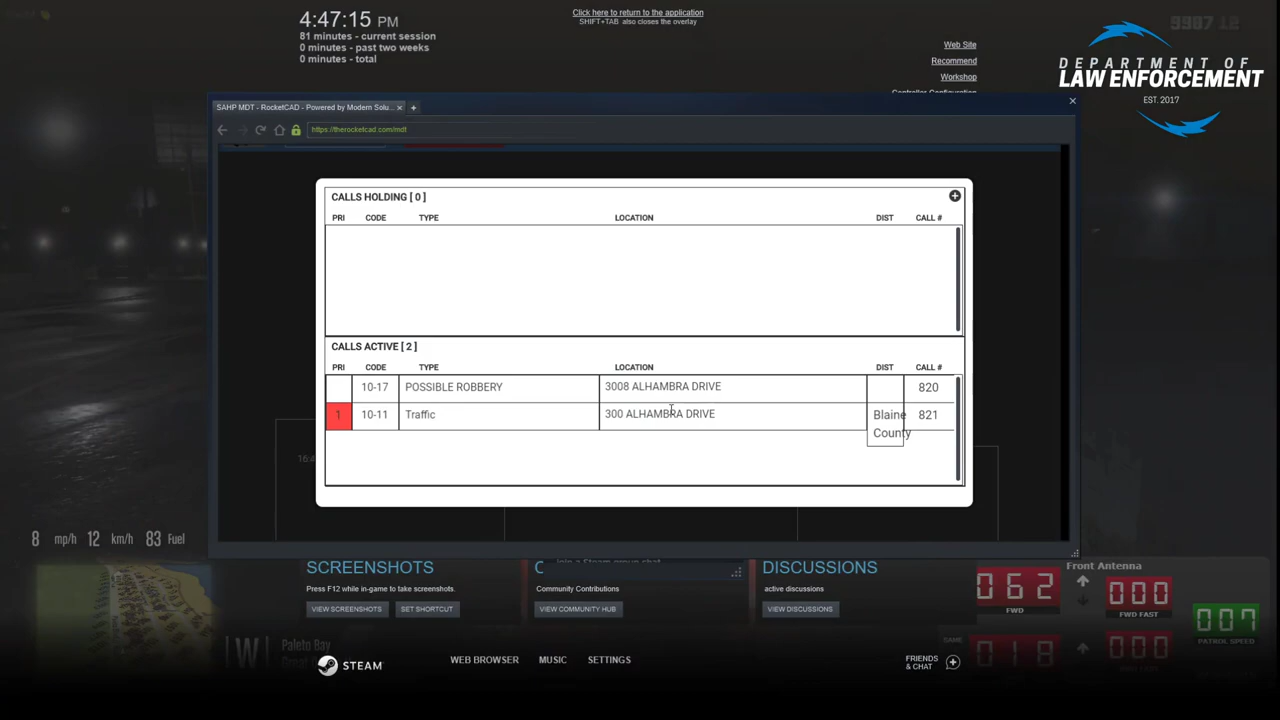 4:47:15 PM
81 minutes - current session
0 minutes - past two weeks
0 minutes - total
Click here to return to the application
SHIFT+TAB also closes the overlay
Web Site
Recommend
Workshop
Controller Configuration
DEPARTMENT OF
LAW ENFORCEMENT
EST. 2017
SAHP MDT - RocketCAD - Powered by Modern Solu...
https://therocketcad.com/mdt
CALLS HOLDING [ 0 ]
PRI CODE TYPE LOCATION DIST CALL #
CALLS ACTIVE [ 2 ]
PRI CODE TYPE LOCATION DIST CALL #
10-17 POSSIBLE ROBBERY 3008 ALHAMBRA DRIVE 820
1 10-11 Traffic 300 ALHAMBRA DRIVE Blaine County 821
8 mp/h 12 km/h 83 Fuel
SCREENSHOTS
Press F12 while in-game to take screenshots.
VIEW SCREENSHOTS SET SHORTCUT
C
Community Contributions
VIEW COMMUNITY HUB
DISCUSSIONS
active discussions
VIEW DISCUSSIONS
Front Antenna
062
FWD
000
FWD FAST
007
PATROL SPEED
SAME
018
000
W
Paleto Bay
STEAM
WEB BROWSER MUSIC SETTINGS
FRIENDS
& CHAT